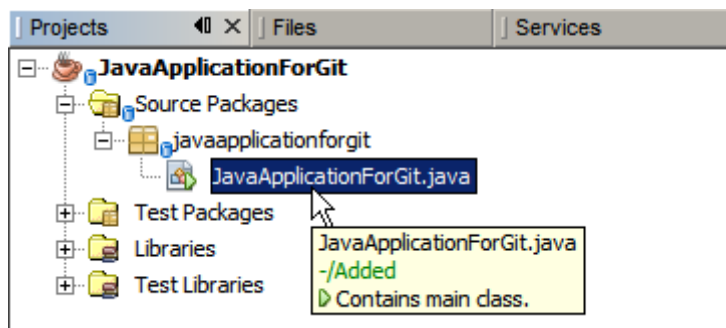 Projects
Files
Services
JavaApplicationForGit
Source Packages
javaapplicationforgit
JavaApplicationForGit.java
Test Packages
Libraries
Test Libraries
JavaApplicationForGit.java
-/Added
Contains main class.